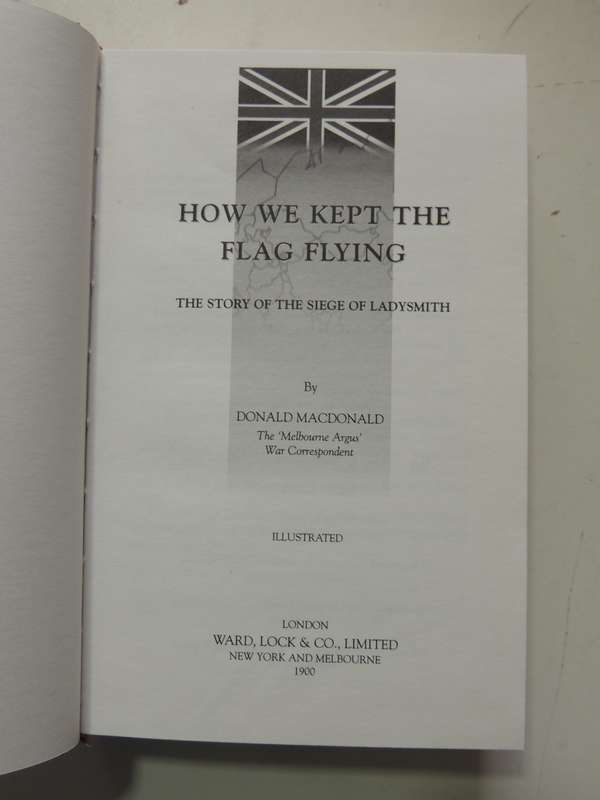 HOW WE KEPT THE
FLAG FLYING
THE STORY OF THE SIEGE OF LADYSMITH
By
DONALD MACDONALD
The ‘Melbourne Argus’
War Correspondent
ILLUSTRATED
LONDON
WARD, LOCK & CO., LIMITED
NEW YORK AND MELBOURNE
1900